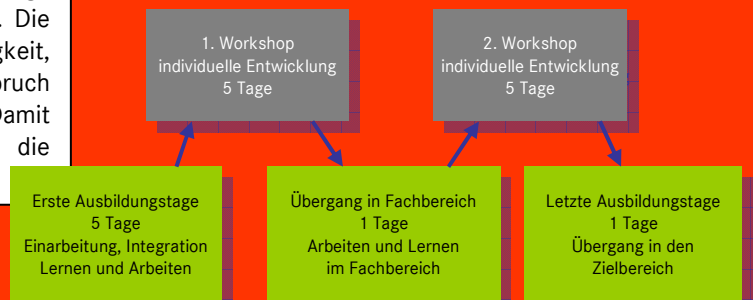 . Die
gkeit,
pruch
Damit
die
1. Workshop
individuelle Entwicklung
5 Tage
2. Workshop
individuelle Entwicklung
5 Tage
Erste Ausbildungstage
5 Tage
Einarbeitung, Integration
Lernen und Arbeiten
Übergang in Fachbereich
1 Tage
Arbeiten und Lernen
im Fachbereich
Letzte Ausbildungstage
1 Tage
Übergang in den
Zielbereich